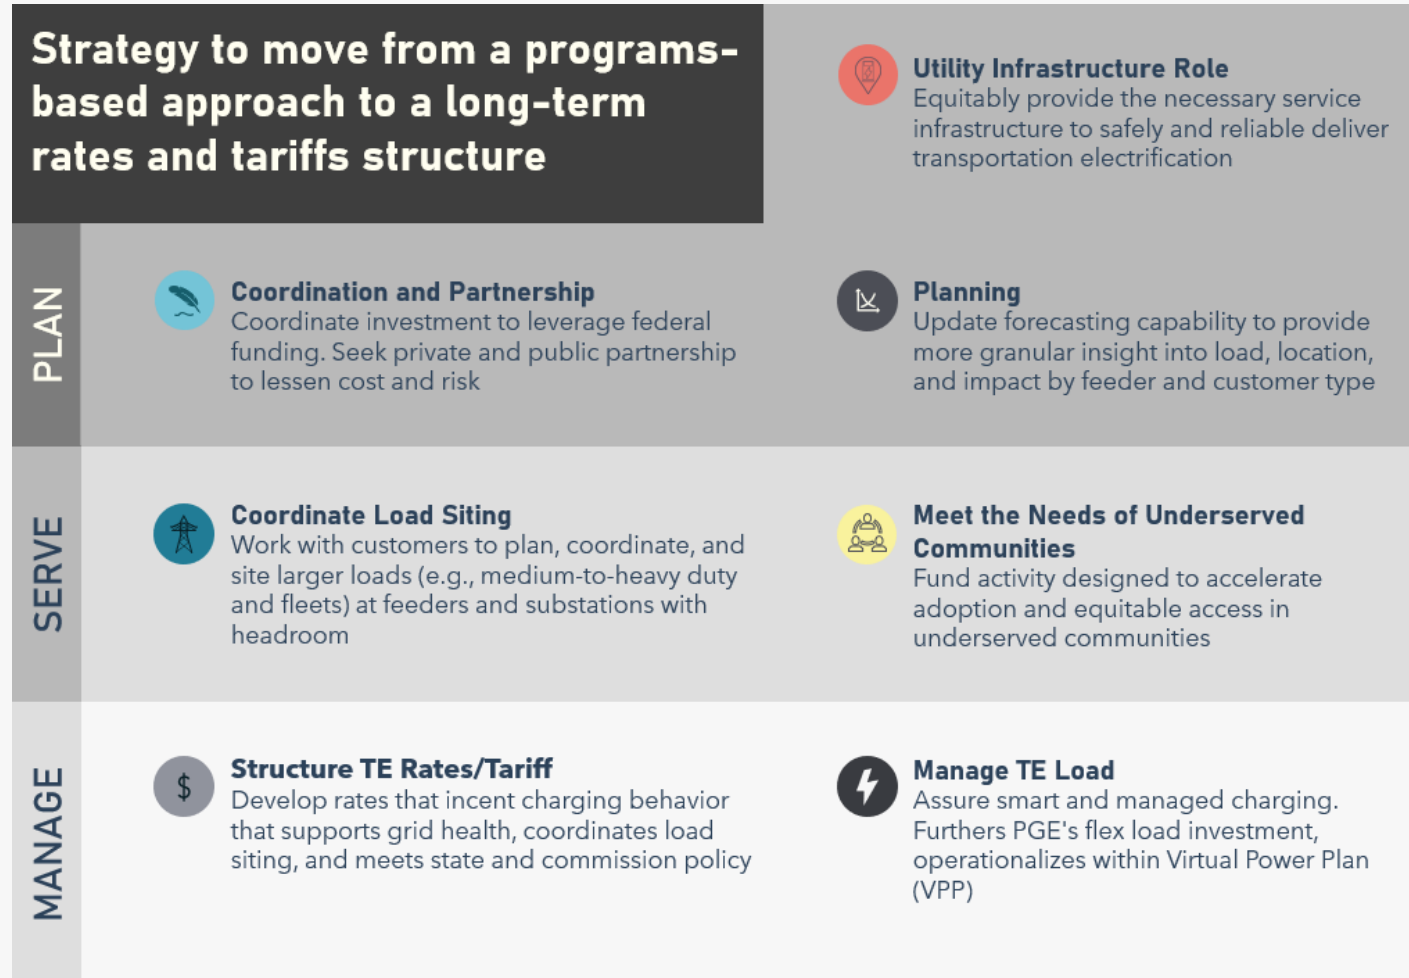 Strategy to move from a programs-
based approach to a long-term
rates and tariffs structure
Utility Infrastructure Role
Equitably provide the necessary service
infrastructure to safely and reliable deliver
transportation electrification
PLAN
Coordination and Partnership
Coordinate investment to leverage federal
funding. Seek private and public partnership
to lessen cost and risk
Planning
Update forecasting capability to provide
more granular insight into load, location,
and impact by feeder and customer type
SERVE
Coordinate Load Siting
Work with customers to plan, coordinate, and
site larger loads (e.g., medium-to-heavy duty
and fleets) at feeders and substations with
headroom
Meet the Needs of Underserved
Communities
Fund activity designed to accelerate
adoption and equitable access in
underserved communities
MANAGE
$
Structure TE Rates/Tariff
Develop rates that incent charging behavior
that supports grid health, coordinates load
siting, and meets state and commission policy
Manage TE Load
Assure smart and managed charging.
Furthers PGE's flex load investment,
operationalizes within Virtual Power Plan
(VPP)